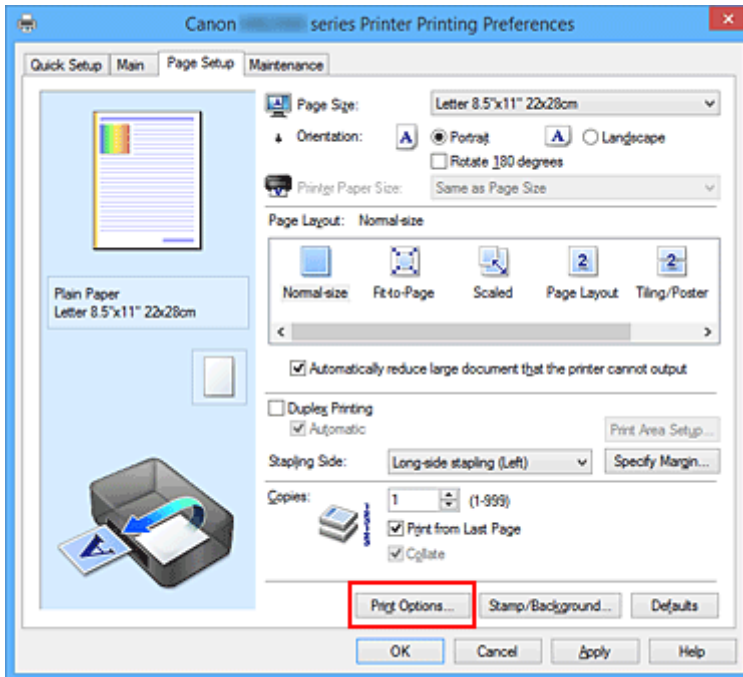 Canon series Printer Printing Preferences
Quick Setup Main Page Setup Maintenance
Page Size: Letter 8.5"x11" 22x28cm
Orientation: A Portrait A Landscape
Rotate 180 degrees
Printer Paper Size: Same as Page Size
Page Layout: Normal-size
2 2
Normal-size Fit-to-Page Scaled Page Layout Tiling/Poster
Plain Paper
Letter 8.5"x11" 22x28cm
Automatically reduce large document that the printer cannot output
Duplex Printing
Automatic
Print Area Setup...
Stapling Side: Long-side stapling (Left) Specify Margin...
Copies: 1 (1-999)
Print from Last Page
Collate
A
Print Options... Stamp/Background... Defaults
OK Cancel Apply Help